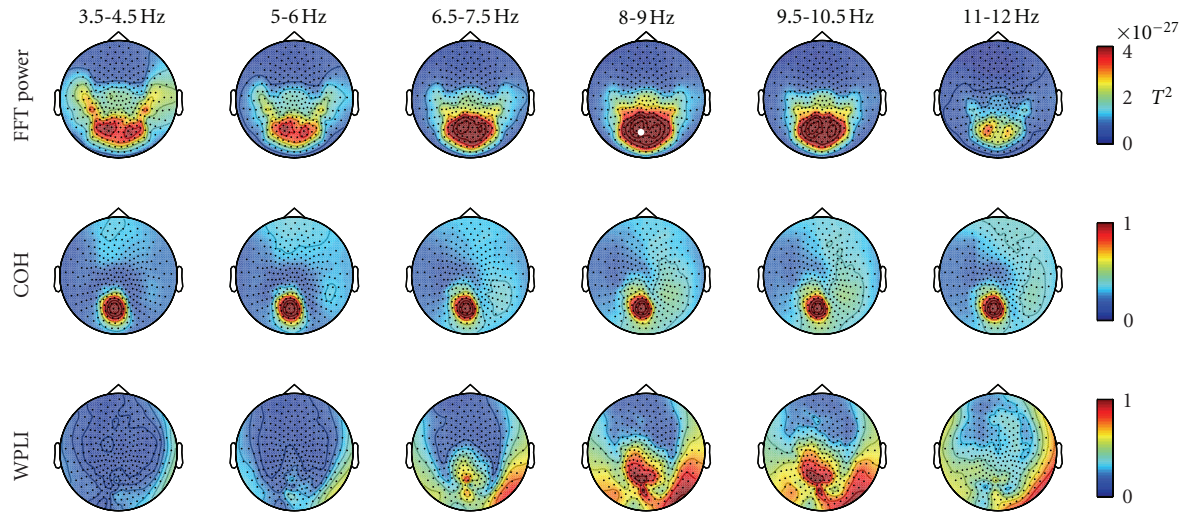 3.5-4.5 Hz 5-6 Hz 6.5-7.5 Hz 8-9 Hz 9.5-10.5 Hz 11-12 Hz
×10⁻²⁷
FFT power
4
2
T²
0
COH
1
0
WPLI
1
0